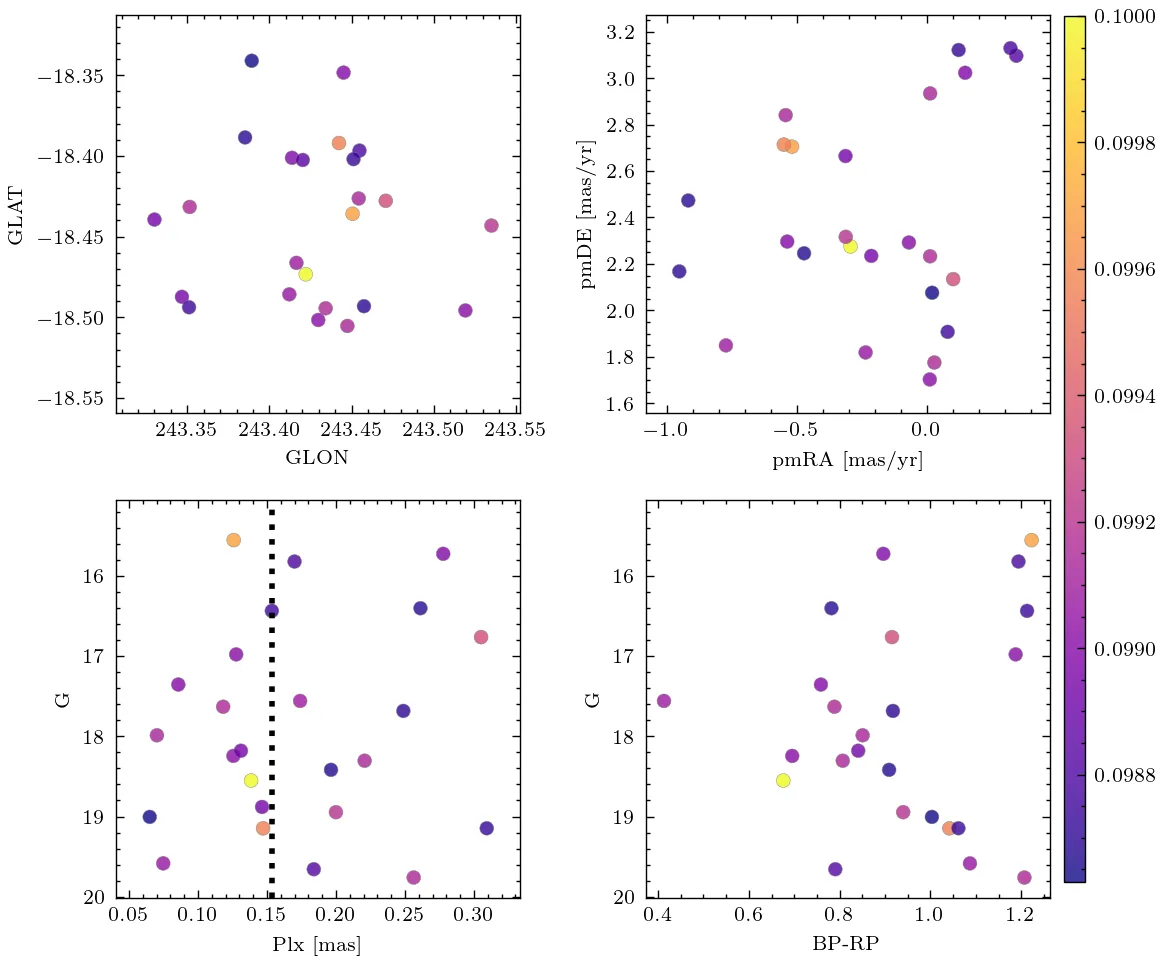 −18.35
−18.40
−18.45
−18.50
−18.55
GLAT
243.35 243.40 243.45 243.50 243.55
GLON
3.2
3.0
2.8
2.6
2.4
2.2
2.0
1.8
1.6
pmDE [mas/yr]
−1.0 −0.5 0.0
pmRA [mas/yr]
0.1000
0.0998
0.0996
0.0994
0.0992
0.0990
0.0988
16
17
18
19
20
G
0.05 0.10 0.15 0.20 0.25 0.30
Plx [mas]
16
17
18
19
20
G
0.4 0.6 0.8 1.0 1.2
BP-RP